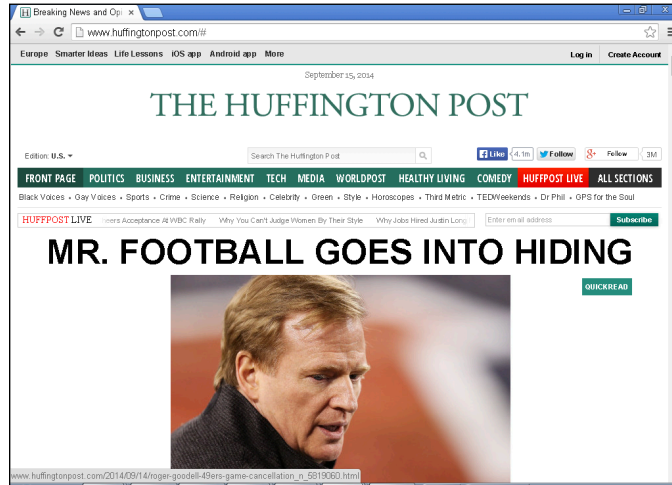 Breaking News and Opi
www.huffingtonpost.com/#
Europe Smarter Ideas Life Lessons iOS app Android app More Log in Create Account
September 15, 2014
THE HUFFINGTON POST
Edition: U.S. Search The Huffington Post Like 4.1m Follow Follow 3M
FRONT PAGE POLITICS BUSINESS ENTERTAINMENT TECH MEDIA WORLDPOST HEALTHY LIVING COMEDY HUFFPOST LIVE ALL SECTIONS
Black Voices • Gay Voices • Sports • Crime • Science • Religion • Celebrity • Green • Style • Horoscopes • Third Metric • TEDWeekends • Dr Phil • GPS for the Soul
HUFFPOST LIVE eers Acceptance At WBC Rally Why You Can't Judge Women By Their Style Why Jobs Hired Justin Long Enter email address Subscribe
MR. FOOTBALL GOES INTO HIDING
QUICKREAD
www.huffingtonpost.com/2014/09/14/roger-goodell-49ers-game-cancellation_n_5819060.html